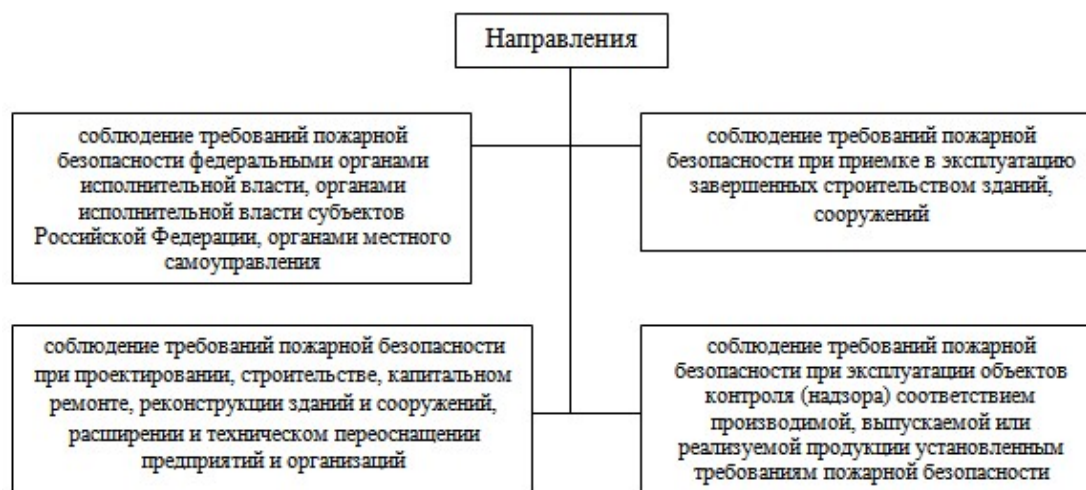 Направления
соблюдение требований пожарной
безопасности федеральными органами
исполнительной власти, органами
исполнительной власти субъектов
Российской Федерации, органами местного
самоуправления
соблюдение требований пожарной
безопасности при приемке в эксплуатацию
завершенных строительством зданий,
сооружений
соблюдение требований пожарной безопасности
при проектировании, строительстве, капитальном
ремонте, реконструкции зданий и сооружений,
расширении и техническом переоснащении
предприятий и организаций
соблюдение требований пожарной
безопасности при эксплуатации объектов
контроля (надзора) соответствием
производимой, выпускаемой или
реализуемой продукции установленным
требованиям пожарной безопасности